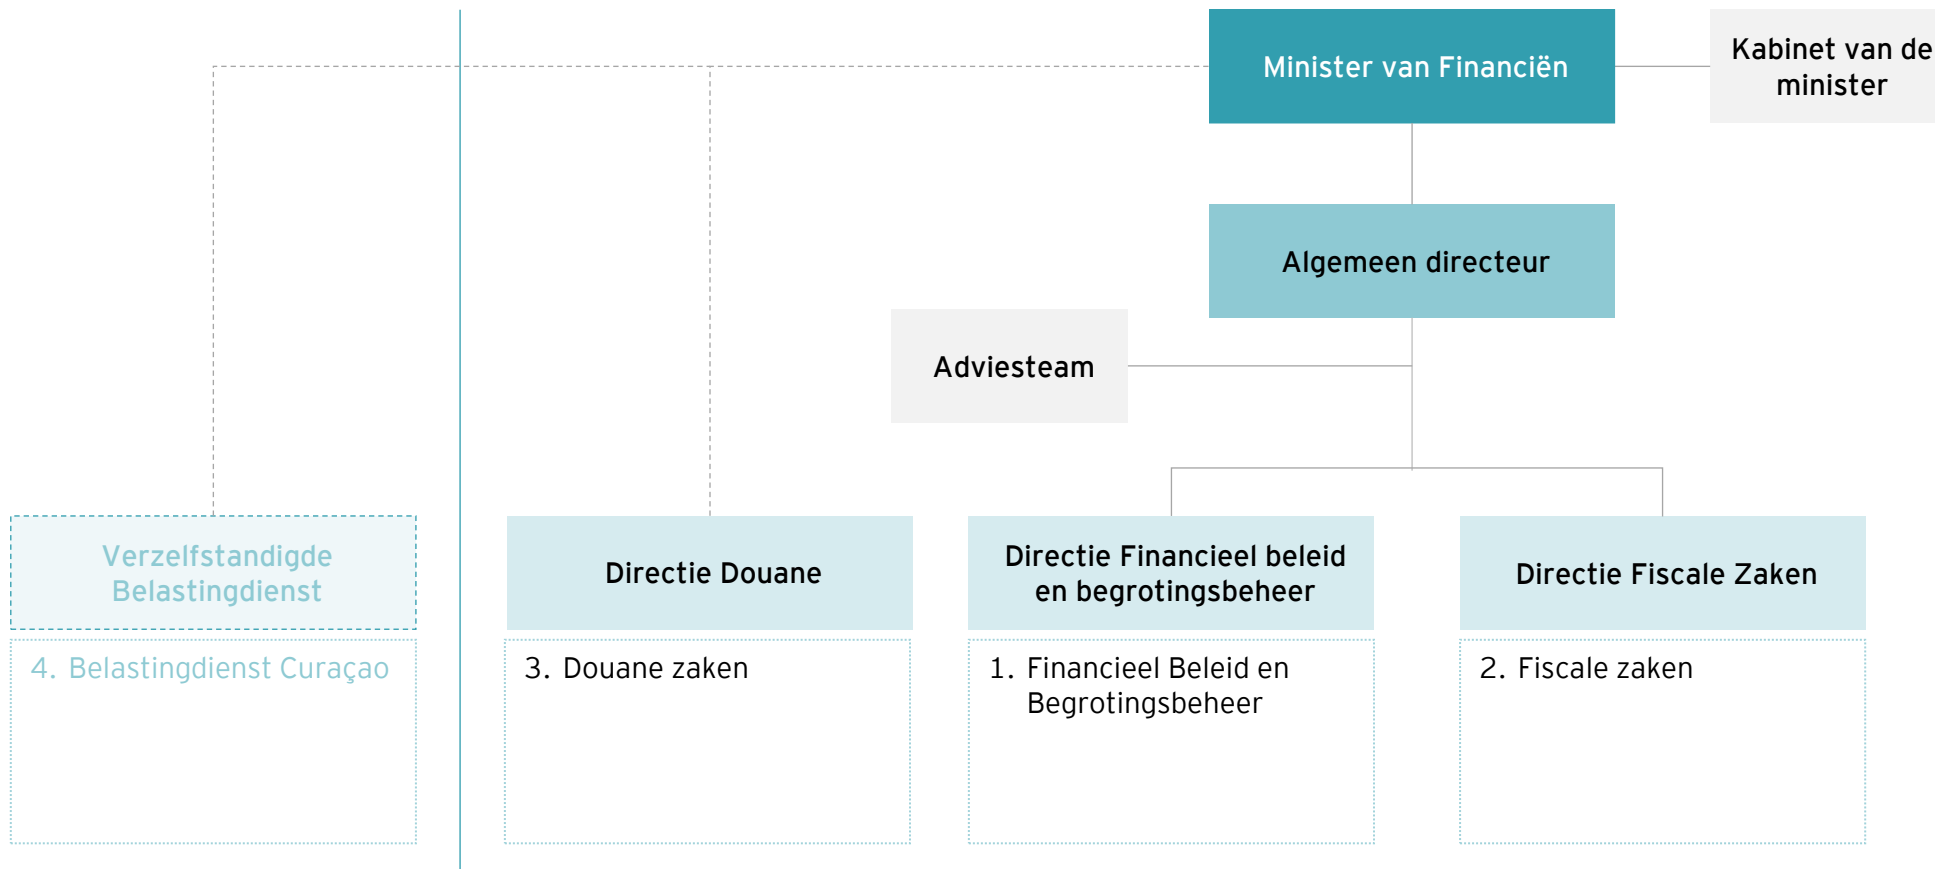 Minister van Financiën
Kabinet van de
minister
Algemeen directeur
Adviesteam
Verzelfstandigde
Belastingdienst
Directie Douane
Directie Financieel beleid
en begrotingsbeheer
Directie Fiscale Zaken
4. Belastingdienst Curaçao
3. Douane zaken
1. Financieel Beleid en
Begrotingsbeheer
2. Fiscale zaken